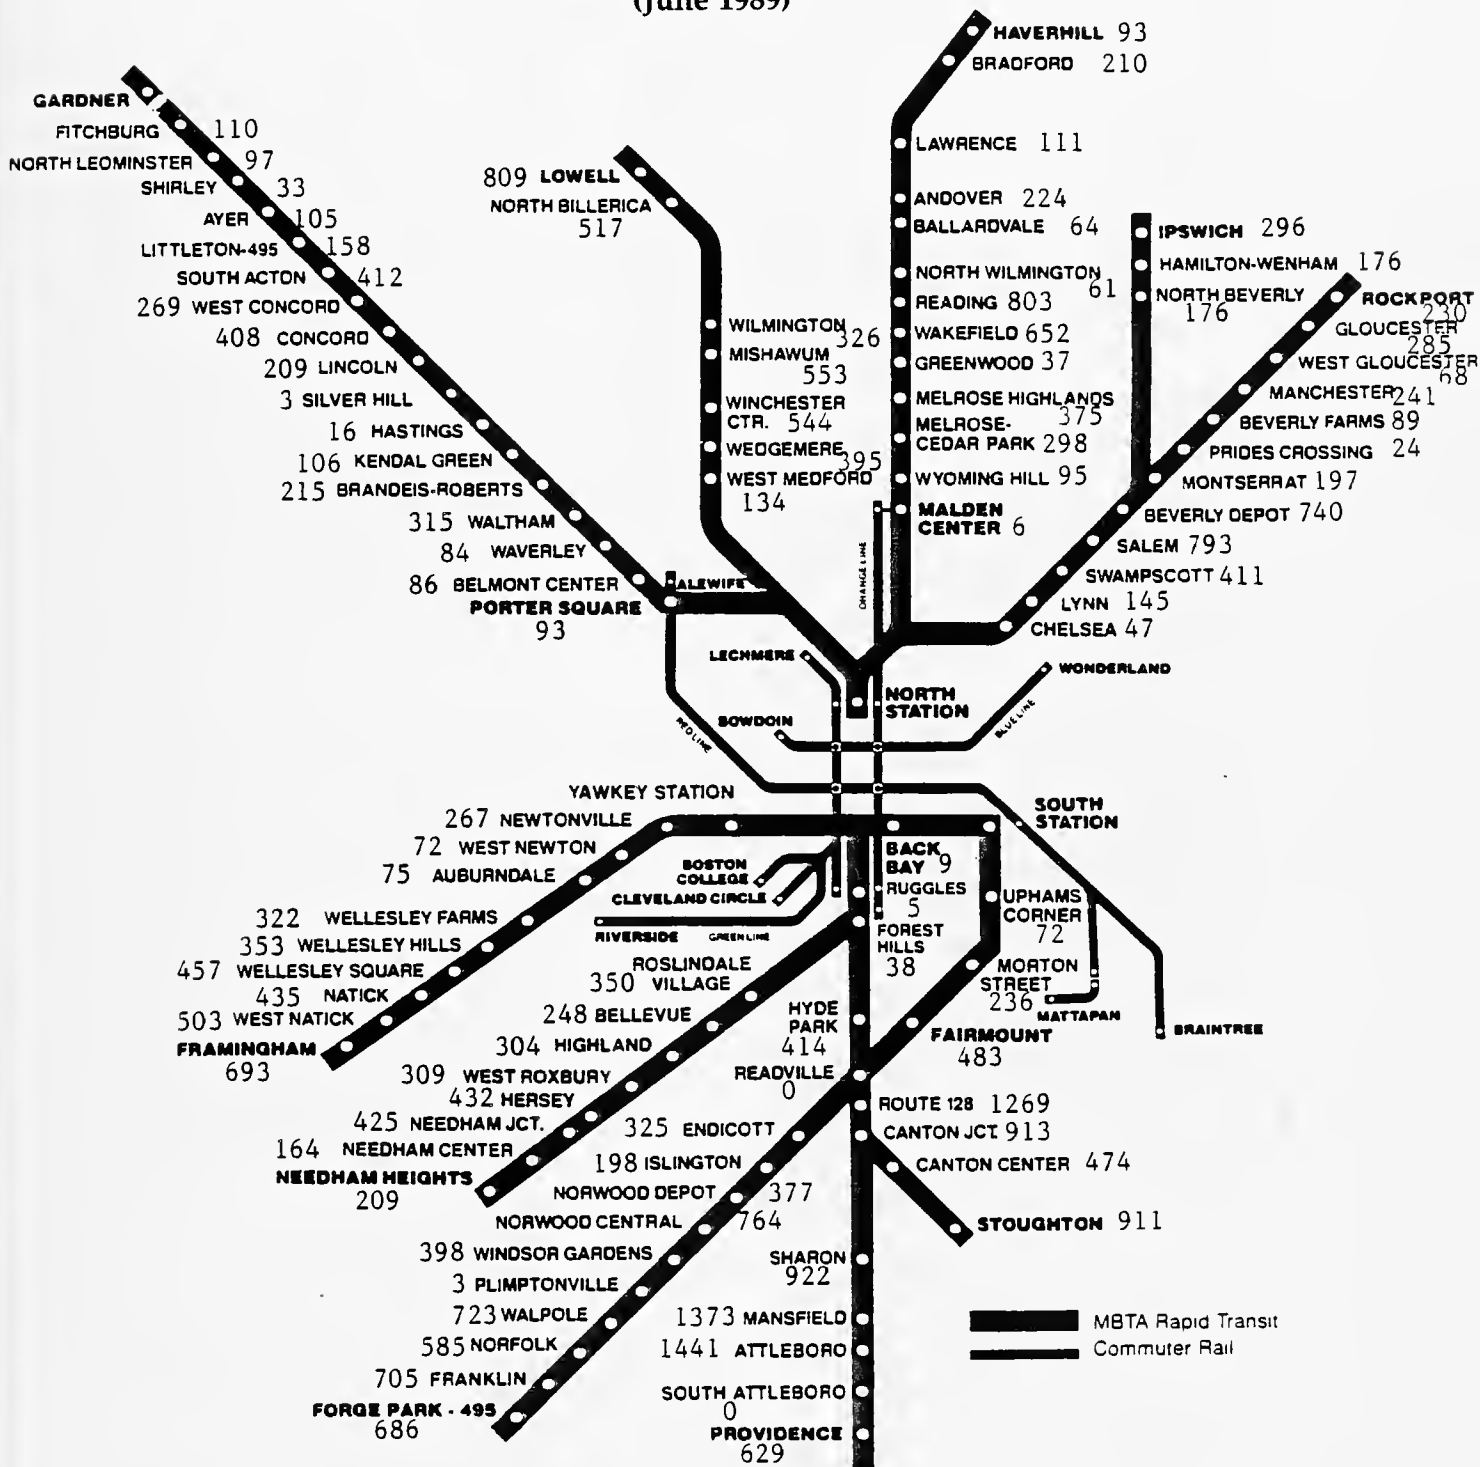 (June 1989)
HAVERHILL 93
BRADFORD 210
LAWRENCE 111
ANDOVER 224
BALLARDVALE 64
NORTH WILMINGTON
61
READING 803
WAKEFIELD 652
GREENWOOD 37
MELROSE HIGHLANDS
375
MELROSE-
CEDAR PARK 298
WYOMING HILL 95
MALDEN
CENTER 6
GARDNER
FITCHBURG 110
NORTH LEOMINSTER 97
SHIRLEY 33
AYER 105
LITTLETON-495 158
SOUTH ACTON 412
269 WEST CONCORD
408 CONCORD
209 LINCOLN
3 SILVER HILL
16 HASTINGS
106 KENDAL GREEN
215 BRANDEIS-ROBERTS
315 WALTHAM
84 WAVERLEY
86 BELMONT CENTER
PORTER SQUARE
93
ALEWIFE
809 LOWELL
NORTH BILLERICA
517
WILMINGTON
326
MISHAWUM
553
WINCHESTER
CTR. 544
WEDGEMERE
395
WEST MEDFORD
134
IPSWICH 296
HAMILTON-WENHAM 176
NORTH BEVERLY
176
ROCKPORT
230
GLOUCESTER
285
WEST GLOUCESTER
68
MANCHESTER 241
BEVERLY FARMS 89
PRIDES CROSSING 24
MONTSERRAT 197
BEVERLY DEPOT 740
SALEM 793
SWAMPSCOTT 411
LYNN 145
CHELSEA 47
ORANGE LINE
LECHMERE
NORTH
STATION
WONDERLAND
BOWDOIN
BLUE LINE
RED LINE
YAWKEY STATION
SOUTH
STATION
267 NEWTONVILLE
72 WEST NEWTON
75 AUBURNDALE
322 WELLESLEY FARMS
353 WELLESLEY HILLS
457 WELLESLEY SQUARE
435 NATICK
503 WEST NATICK
FRAMINGHAM
693
BOSTON
COLLEGE
CLEVELAND CIRCLE
RIVERSIDE
GREEN LINE
BACK
BAY 9
RUGGLES
5
FOREST
HILLS
38
UPHAMS
CORNER
72
MORTON
STREET
236
MATTAPAN
BRAINTREE
FAIRMOUNT
483
ROSLINDALE
350 VILLAGE
248 BELLEVUE
304 HIGHLAND
309 WEST ROXBURY
432 HERSEY
425 NEEDHAM JCT.
164 NEEDHAM CENTER
NEEDHAM HEIGHTS
209
HYDE
PARK
414
READVILLE
0
ROUTE 128 1269
CANTON JCT 913
CANTON CENTER 474
STOUGHTON 911
325 ENDICOTT
198 ISLINGTON
NORWOOD DEPOT 377
NORWOOD CENTRAL 764
398 WINDSOR GARDENS
3 PLIMPTONVILLE
723 WALPOLE
585 NORFOLK
705 FRANKLIN
FORGE PARK - 495
686
SHARON
922
1373 MANSFIELD
1441 ATTLEBORO
SOUTH ATTLEBORO
0
PROVIDENCE
629
MBTA Rapid Transit
Commuter Rail